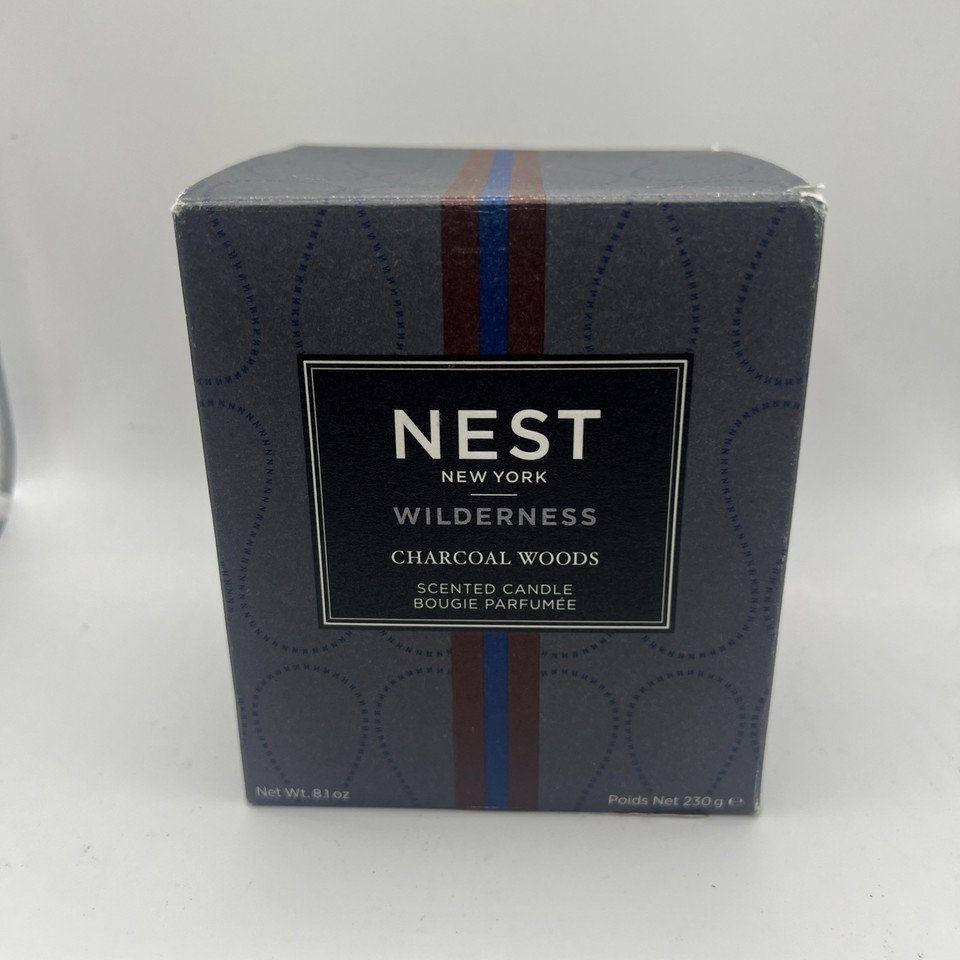 NEST
NEW YORK
WILDERNESS
CHARCOAL WOODS
SCENTED CANDLE
BOUGIE PARFUMÉE
Net Wt. 8.1 oz
Poids Net 230 g ℮